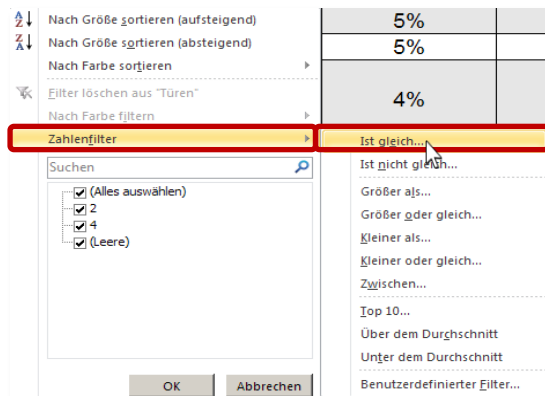 Nach Größe sortieren (aufsteigend)
Nach Größe sortieren (absteigend)
Nach Farbe sortieren
Filter löschen aus "Türen"
Nach Farbe filtern
Zahlenfilter
Suchen
(Alles auswählen)
2
4
(Leere)
OK Abbrechen
5%
5%
4%
Ist gleich...
Ist nicht gleich...
Größer als...
Größer oder gleich...
Kleiner als...
Kleiner oder gleich...
Zwischen...
Top 10...
Über dem Durchschnitt
Unter dem Durchschnitt
Benutzerdefinierter Filter...